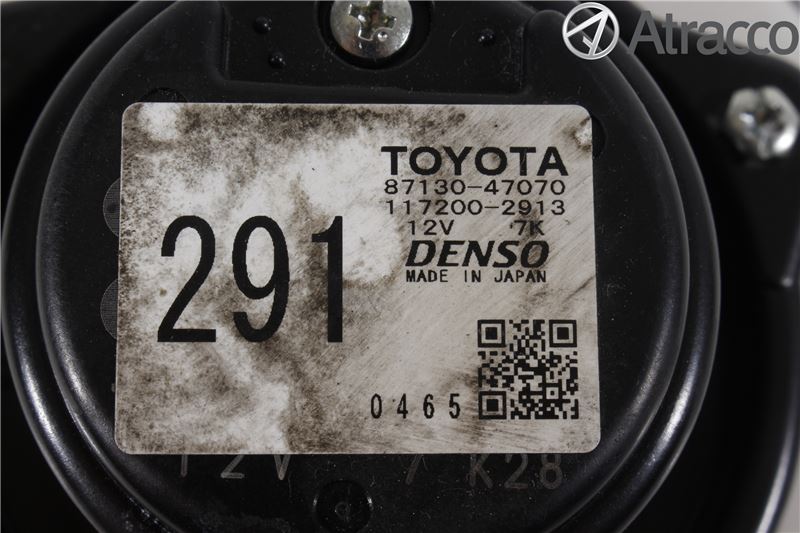 Atracco
TOYOTA
87130-47070
117200-2913
12V 7K
DENSO
MADE IN JAPAN
291
0465
12V 7 K28